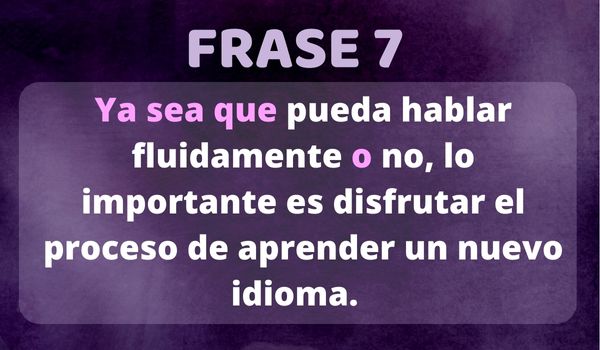 FRASE 7
Ya sea que pueda hablar
fluidamente o no, lo
importante es disfrutar el
proceso de aprender un nuevo
idioma.